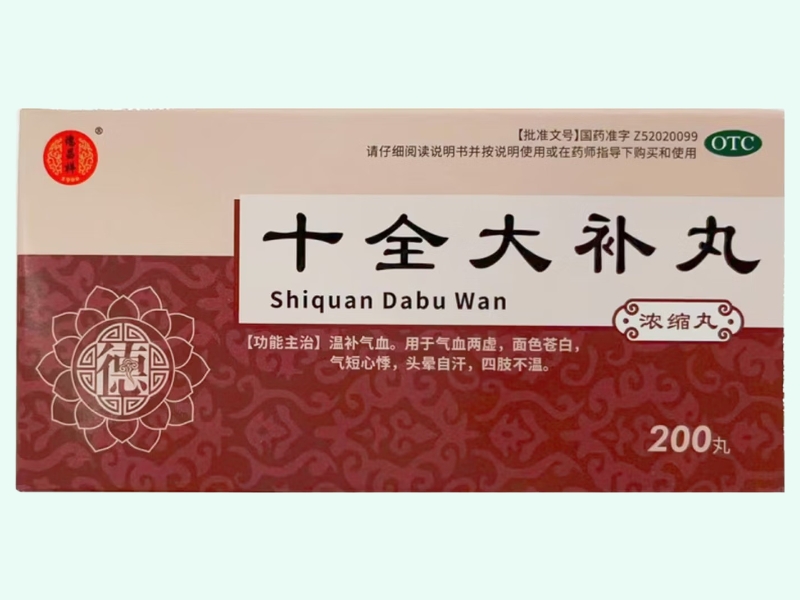 德昌祥
®
【批准文号】国药准字 Z52020099
请仔细阅读说明书并按说明使用或在药师指导下购买和使用
OTC
十全大补丸
Shiquan Dabu Wan
浓缩丸
【功能主治】温补气血。用于气血两虚，面色苍白，
气短心悸，头晕自汗，四肢不温。
德
200丸